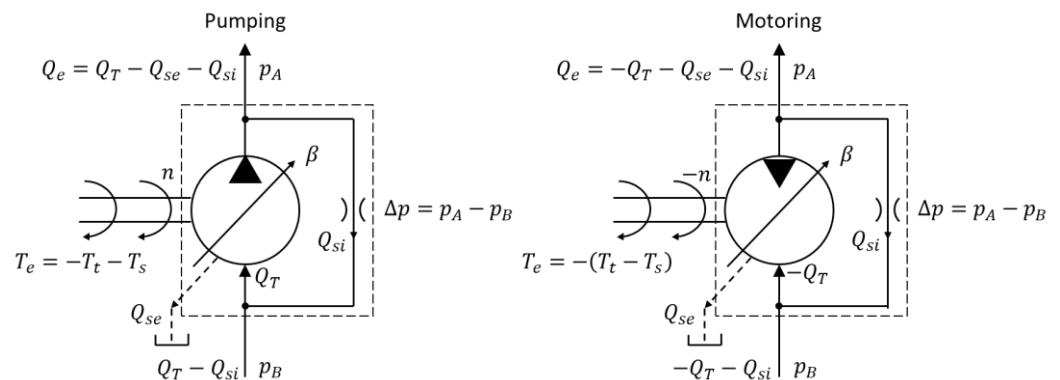 Pumping
Q_e = Q_T − Q_se − Q_si
p_A
β
n
Δp = p_A − p_B
Q_si
T_e = −T_t − T_s
Q_T
Q_se
Q_T − Q_si
p_B
Motoring
Q_e = −Q_T − Q_se − Q_si
p_A
β
−n
Δp = p_A − p_B
Q_si
T_e = −(T_t − T_s)
−Q_T
Q_se
−Q_T − Q_si
p_B